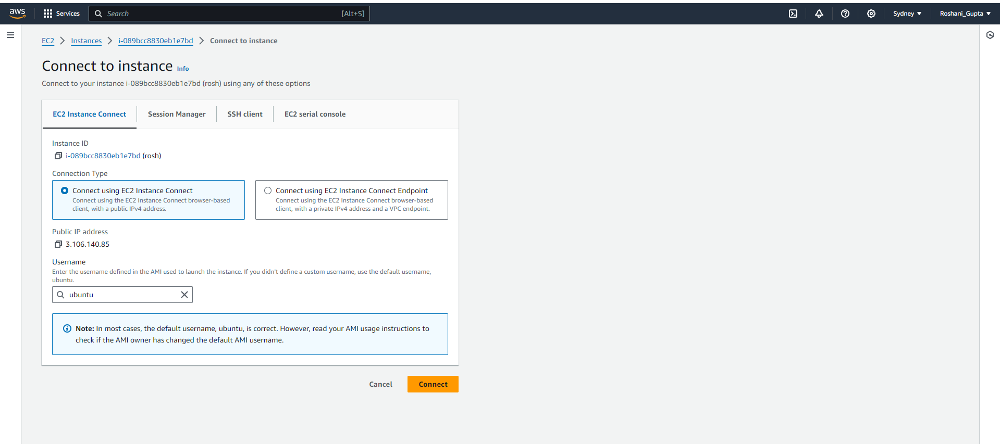 aws Services Search [Alt+S] Sydney Roshani_Gupta
EC2 Instances i-089bcc8830eb1e7bd Connect to instance
Connect to instance Info
Connect to your instance i-089bcc8830eb1e7bd (rosh) using any of these options
EC2 Instance Connect Session Manager SSH client EC2 serial console
Instance ID
i-089bcc8830eb1e7bd (rosh)
Connection Type
Connect using EC2 Instance Connect
Connect using the EC2 Instance Connect browser-based
client, with a public IPv4 address.
Connect using EC2 Instance Connect Endpoint
Connect using the EC2 Instance Connect browser-based
client, with a private IPv4 address and a VPC endpoint.
Public IP address
3.106.140.85
Username
Enter the username defined in the AMI used to launch the instance. If you didn't define a custom username, use the default username,
ubuntu.
ubuntu
Note: In most cases, the default username, ubuntu, is correct. However, read your AMI usage instructions to
check if the AMI owner has changed the default AMI username.
Cancel Connect